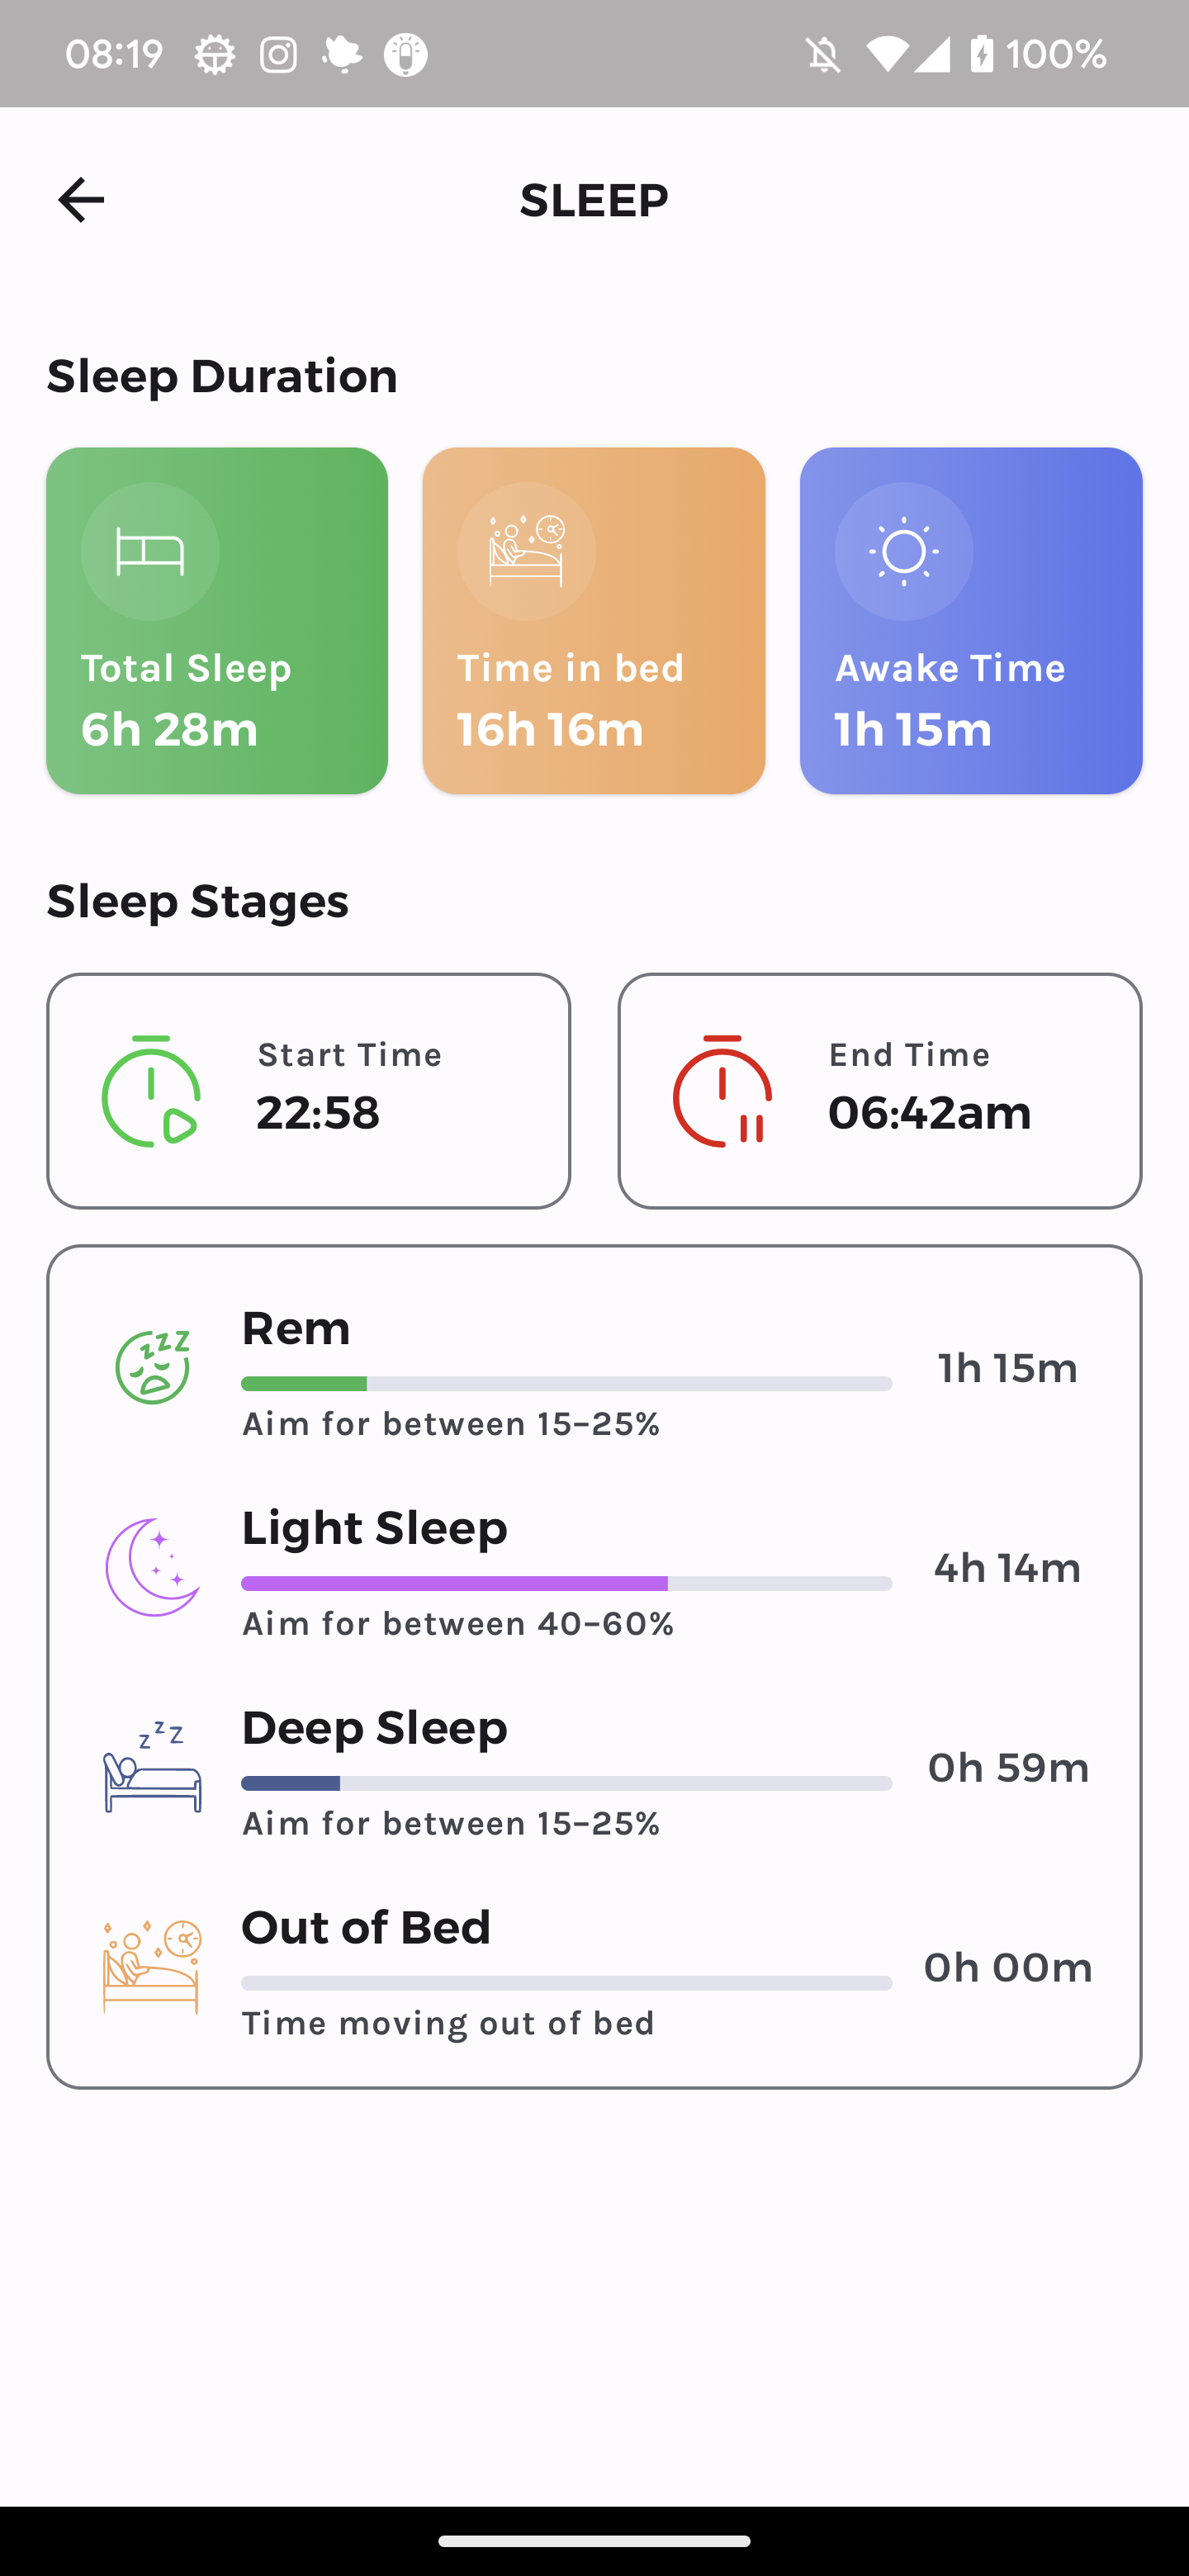 08:19 100%
SLEEP
Sleep Duration
Total Sleep
6h 28m
Time in bed
16h 16m
Awake Time
1h 15m
Sleep Stages
Start Time
22:58
End Time
06:42am
Rem
1h 15m
Aim for between 15-25%
Light Sleep
4h 14m
Aim for between 40-60%
Deep Sleep
0h 59m
Aim for between 15-25%
Out of Bed
0h 00m
Time moving out of bed